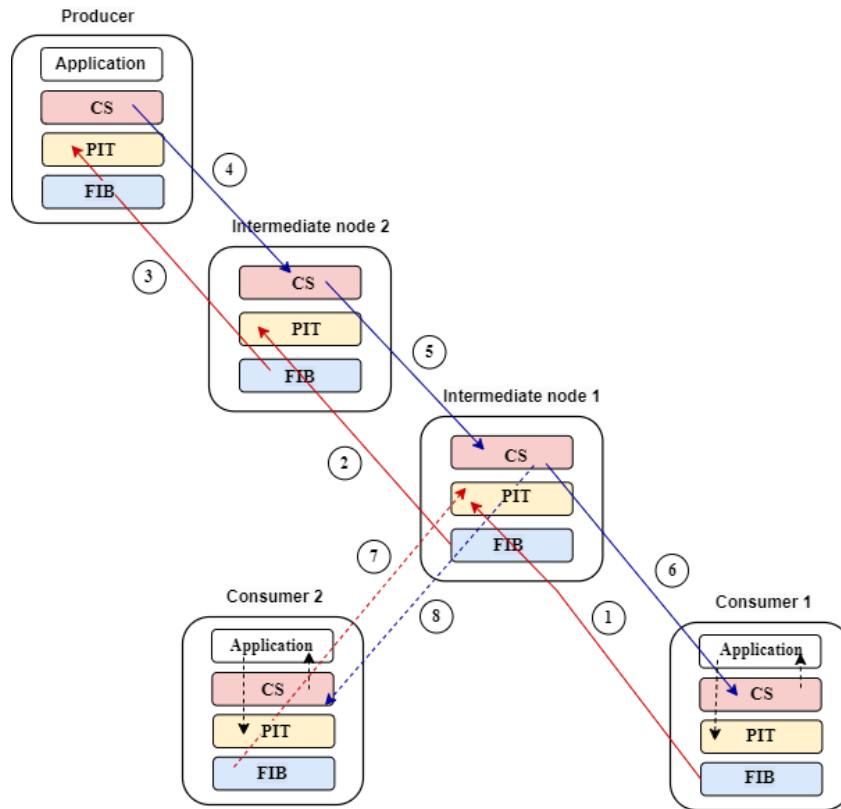 Producer
Application
CS
PIT
FIB
4
3
Intermediate node 2
CS
PIT
FIB
5
2
Intermediate node 1
CS
PIT
FIB
7
6
8
1
Consumer 2
Application
CS
PIT
FIB
Consumer 1
Application
CS
PIT
FIB